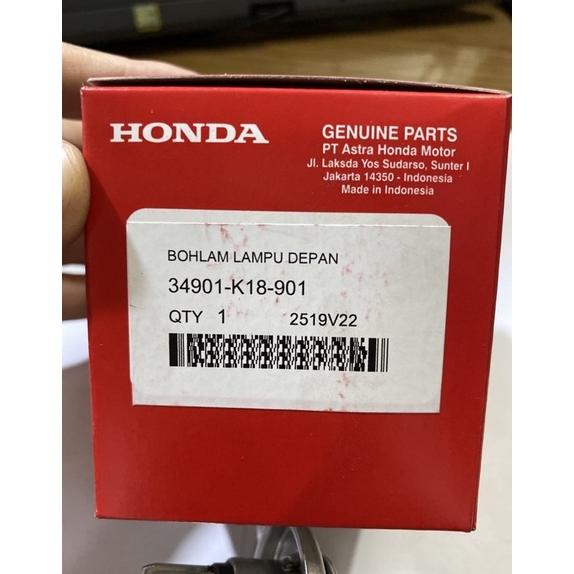 HONDA
GENUINE PARTS
PT Astra Honda Motor
Jl. Laksda Yos Sudarso, Sunter I
Jakarta 14350 - Indonesia
Made in Indonesia
BOHLAM LAMPU DEPAN
34901-K18-901
QTY 1 2519V22